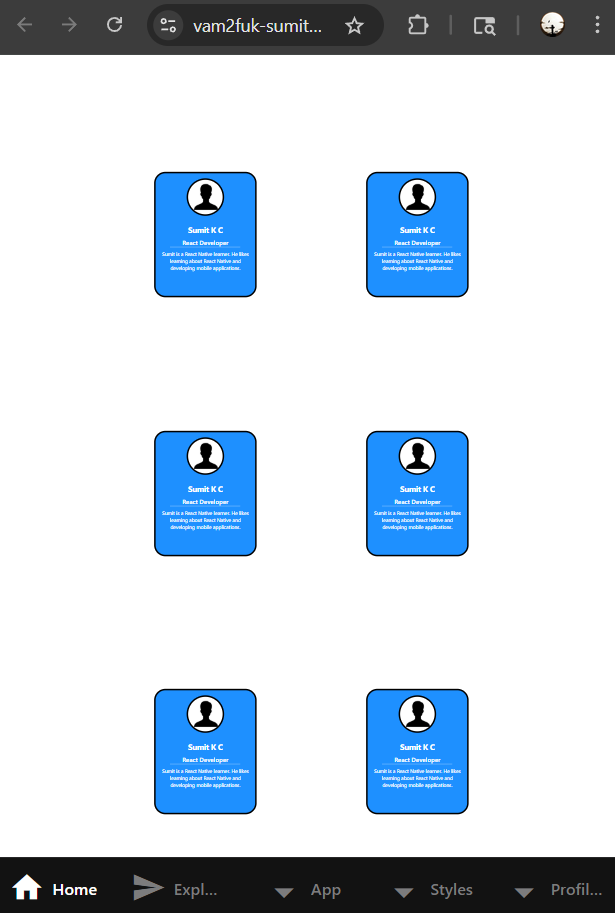 vam2fuk-sumit...
Sumit K C
React Developer
Sumit is a React Native learner. He likes
learning about React Native and
developing mobile applications.
Sumit K C
React Developer
Sumit is a React Native learner. He likes
learning about React Native and
developing mobile applications.
Sumit K C
React Developer
Sumit is a React Native learner. He likes
learning about React Native and
developing mobile applications.
Sumit K C
React Developer
Sumit is a React Native learner. He likes
learning about React Native and
developing mobile applications.
Sumit K C
React Developer
Sumit is a React Native learner. He likes
learning about React Native and
developing mobile applications.
Sumit K C
React Developer
Sumit is a React Native learner. He likes
learning about React Native and
developing mobile applications.
Home Expl... App Styles Profil...